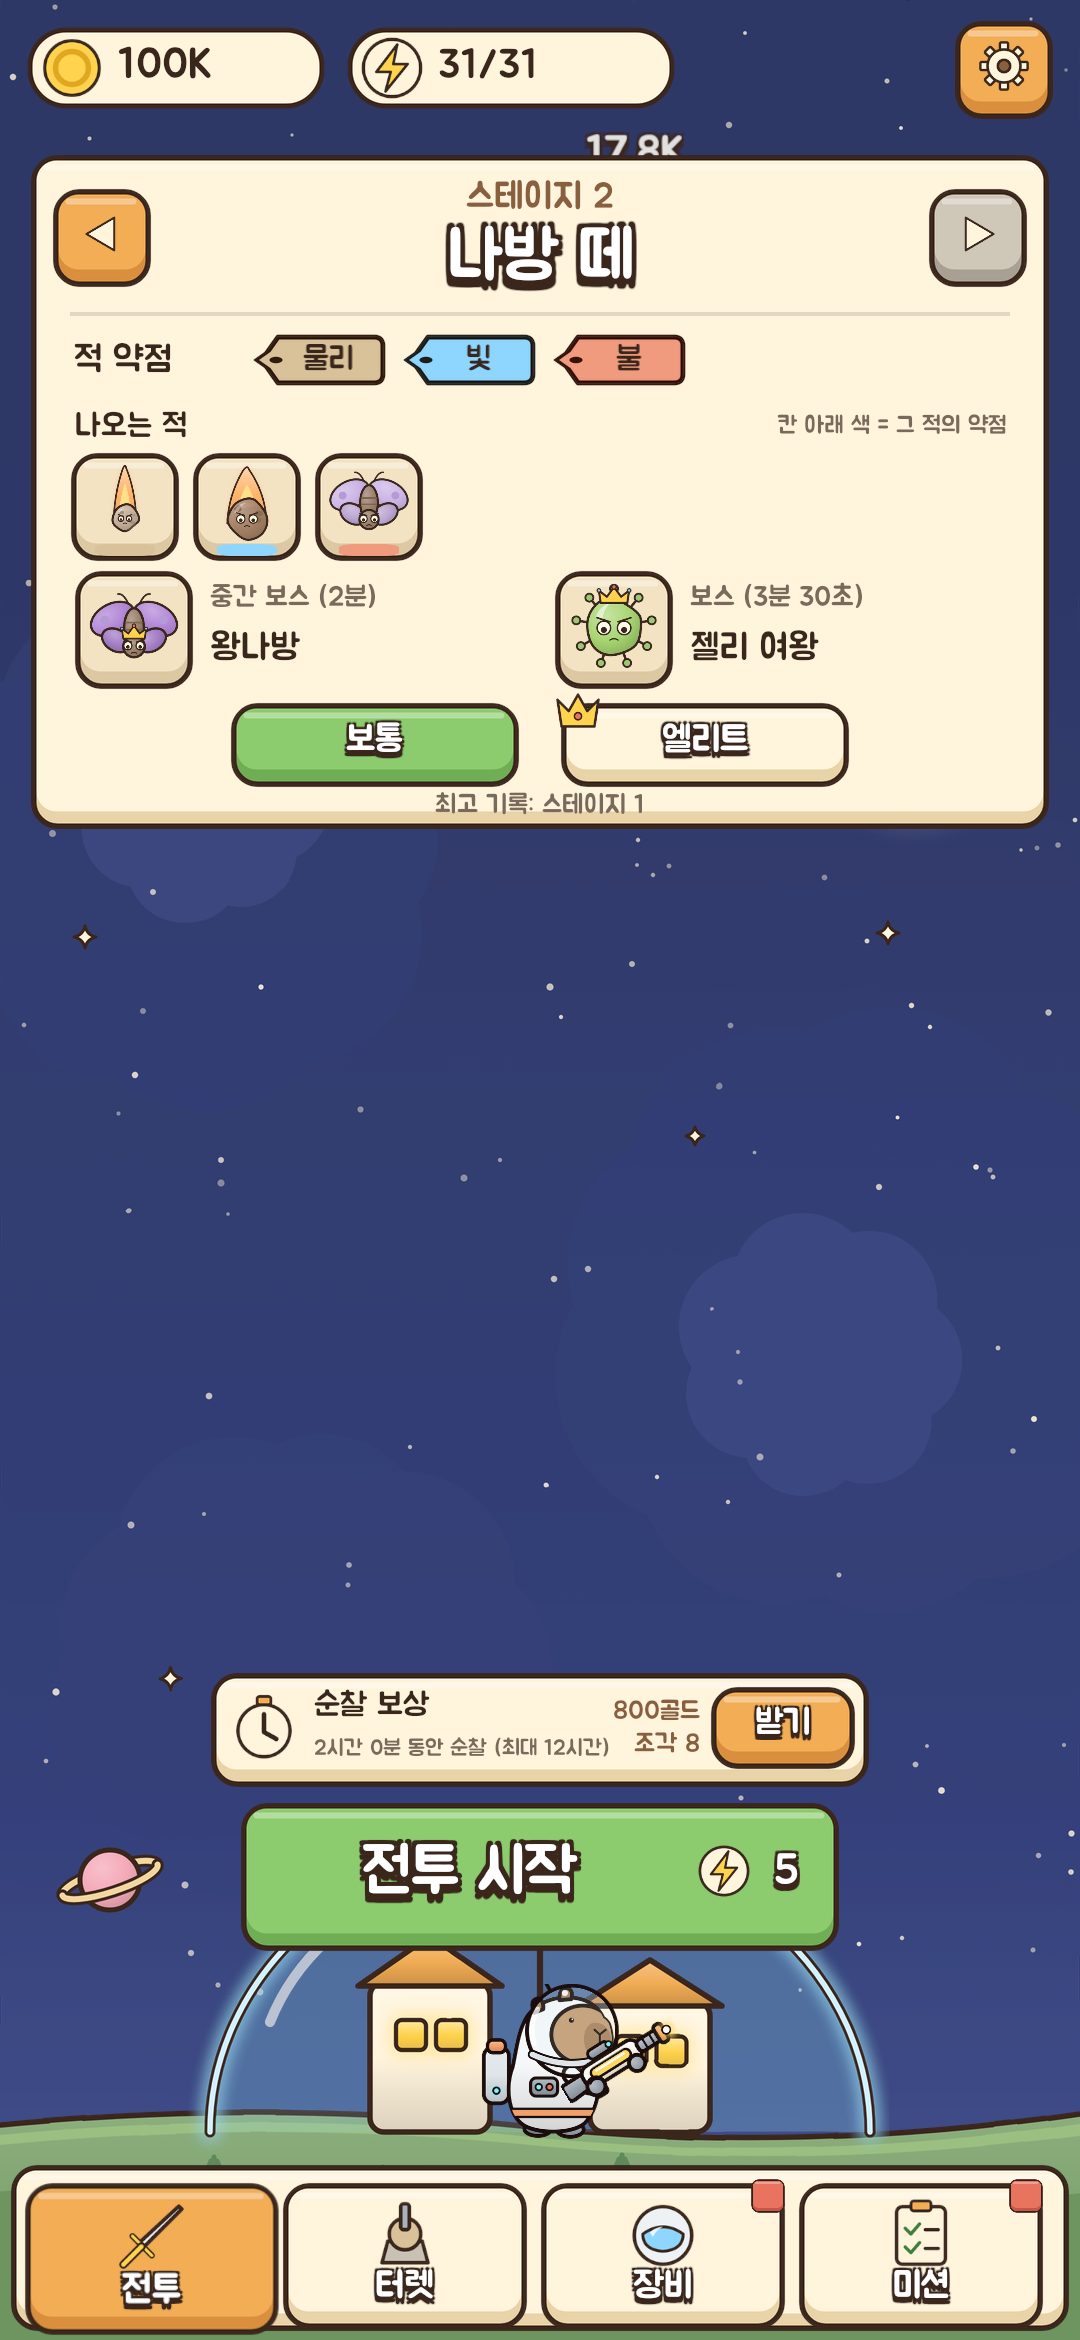 100K
31/31
17.8K
스테이지 2
나방 떼
적 약점
물리
빛
불
나오는 적
칸 아래 색 = 그 적의 약점
중간 보스 (2분)
왕나방
보스 (3분 30초)
젤리 여왕
보통
엘리트
최고 기록: 스테이지 1
순찰 보상
2시간 0분 동안 순찰 (최대 12시간)
800골드
조각 8
받기
전투 시작
5
전투
터렛
장비
미션